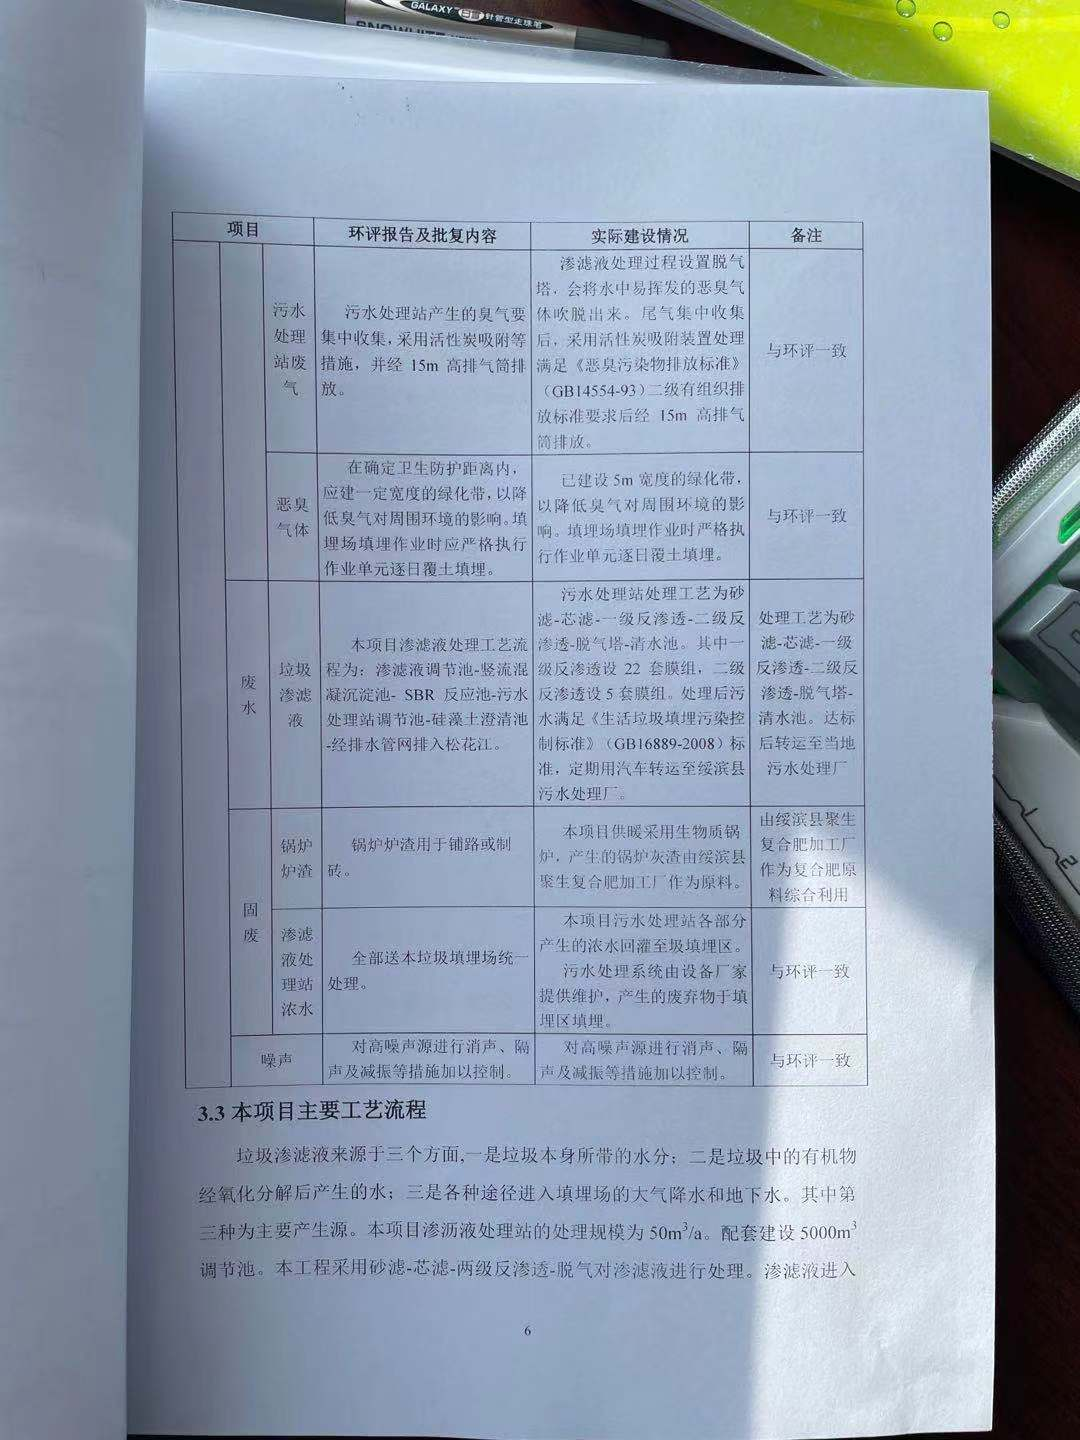 GALAXY™ 白雪 针管型走珠笔
SNOWHITE
项目
环评报告及批复内容
实际建设情况
备注
污水
处理
站废
气
污水处理站产生的臭气要
集中收集，采用活性炭吸附等
措施，并经 15m 高排气筒排
放。
渗滤液处理过程设置脱气
塔，会将水中易挥发的恶臭气
体吹脱出来。尾气集中收集
后，采用活性炭吸附装置处理
满足《恶臭污染物排放标准》
（GB14554-93）二级有组织排
放标准要求后经 15m 高排气
筒排放。
与环评一致
恶臭
气体
在确定卫生防护距离内，
应建一定宽度的绿化带，以降
低臭气对周围环境的影响。填
埋场填埋作业时应严格执行
作业单元逐日覆土填埋。
已建设 5m 宽度的绿化带，
以降低臭气对周围环境的影
响。填埋场填埋作业时严格执
行作业单元逐日覆土填埋。
与环评一致
废
水
垃圾
渗滤
液
本项目渗滤液处理工艺流
程为：渗滤液调节池-竖流混
凝沉淀池- SBR 反应池-污水
处理站调节池-硅藻土澄清池
-经排水管网排入松花江。
污水处理站处理工艺为砂
滤-芯滤-一级反渗透-二级反
渗透-脱气塔-清水池。其中一
级反渗透设 22 套膜组，二级
反渗透设 5 套膜组。处理后污
水满足《生活垃圾填埋污染控
制标准》（GB16889-2008）标
准，定期用汽车转运至绥滨县
污水处理厂。
处理工艺为砂
滤-芯滤-一级
反渗透-二级反
渗透-脱气塔-
清水池。达标
后转运至当地
污水处理厂
固
废
锅炉
炉渣
锅炉炉渣用于铺路或制
砖。
本项目供暖采用生物质锅
炉，产生的锅炉灰渣由绥滨县
聚生复合肥加工厂作为原料。
由绥滨县聚生
复合肥加工厂
作为复合肥原
料综合利用
渗滤
液处
理站
浓水
全部送本垃圾填埋场统一
处理。
本项目污水处理站各部分
产生的浓水回灌至圾填埋区。
污水处理系统由设备厂家
提供维护，产生的废弃物于填
埋区填埋。
与环评一致
噪声
对高噪声源进行消声、隔
声及减振等措施加以控制。
对高噪声源进行消声、隔
声及减振等措施加以控制。
与环评一致
3.3 本项目主要工艺流程
垃圾渗滤液来源于三个方面,一是垃圾本身所带的水分；二是垃圾中的有机物
经氧化分解后产生的水；三是各种途径进入填埋场的大气降水和地下水。其中第
三种为主要产生源。本项目渗沥液处理站的处理规模为 50m³/a。配套建设 5000m³
调节池。本工程采用砂滤-芯滤-两级反渗透-脱气对渗滤液进行处理。渗滤液进入
6